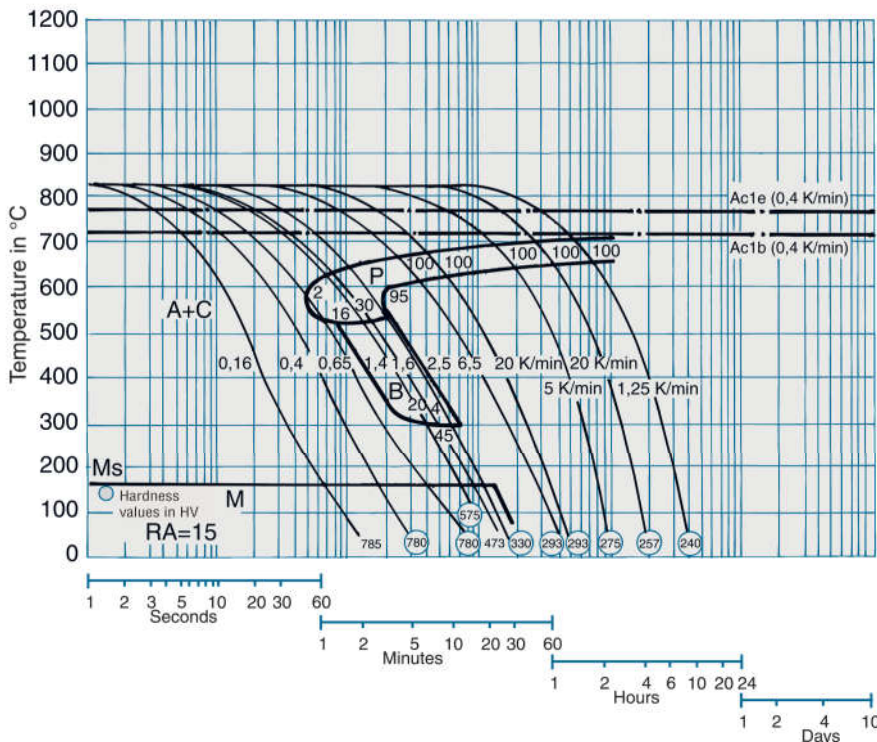 1200
1100
1000
900
800
700
600
500
400
300
200
100
0
Temperature in °C
Ac1e (0,4 K/min)
Ac1b (0,4 K/min)
100 100 100 100 100
P
2
95
30
16
A+C
0,16 0,4 0,65 1,4 1,6 2,5 6,5 20 K/min 20 K/min
5 K/min 1,25 K/min
B
20 4
45
Ms
M
Hardness
values in HV
RA=15
575
785 780 780 473 330 293 293 275 257 240
1 2 3 5 10 20 30 60
Seconds
1 2 5 10 20 30 60
Minutes
1 2 4 6 10 20 24
Hours
1 2 4 10
Days